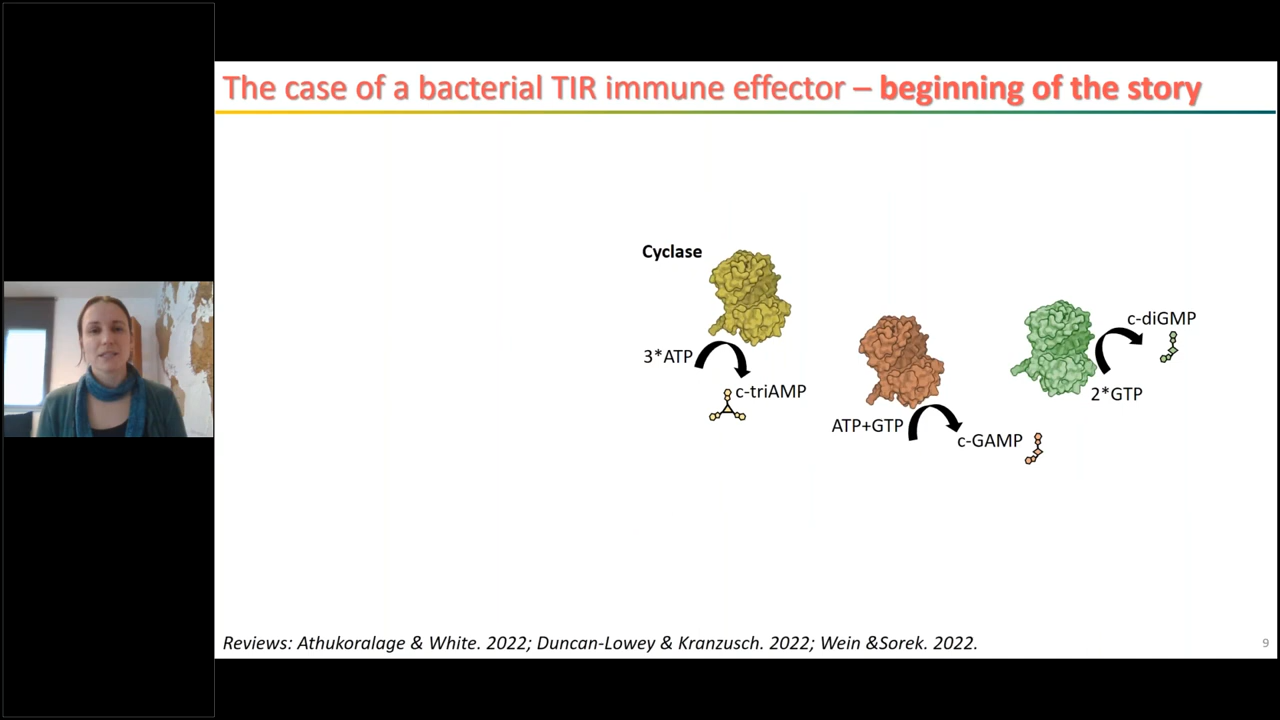 The case of a bacterial TIR immune effector – beginning of the story
Cyclase
3*ATP
c-triAMP
ATP+GTP
c-GAMP
c-diGMP
2*GTP
Reviews: Athukoralage & White. 2022; Duncan-Lowey & Kranzusch. 2022; Wein &Sorek. 2022.
9